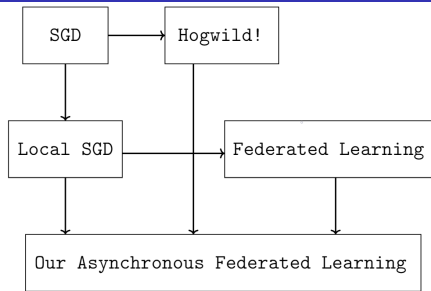 SGD
Hogwild!
Local SGD
Federated Learning
Our Asynchronous Federated Learning